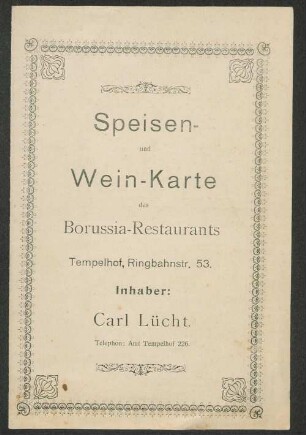 Speisen-
und
Wein-Karte
des
Borussia-Restaurants
Tempelhof, Ringbahnstr. 53.
Inhaber:
Carl Lücht.
Telephon: Amt Tempelhof 226.